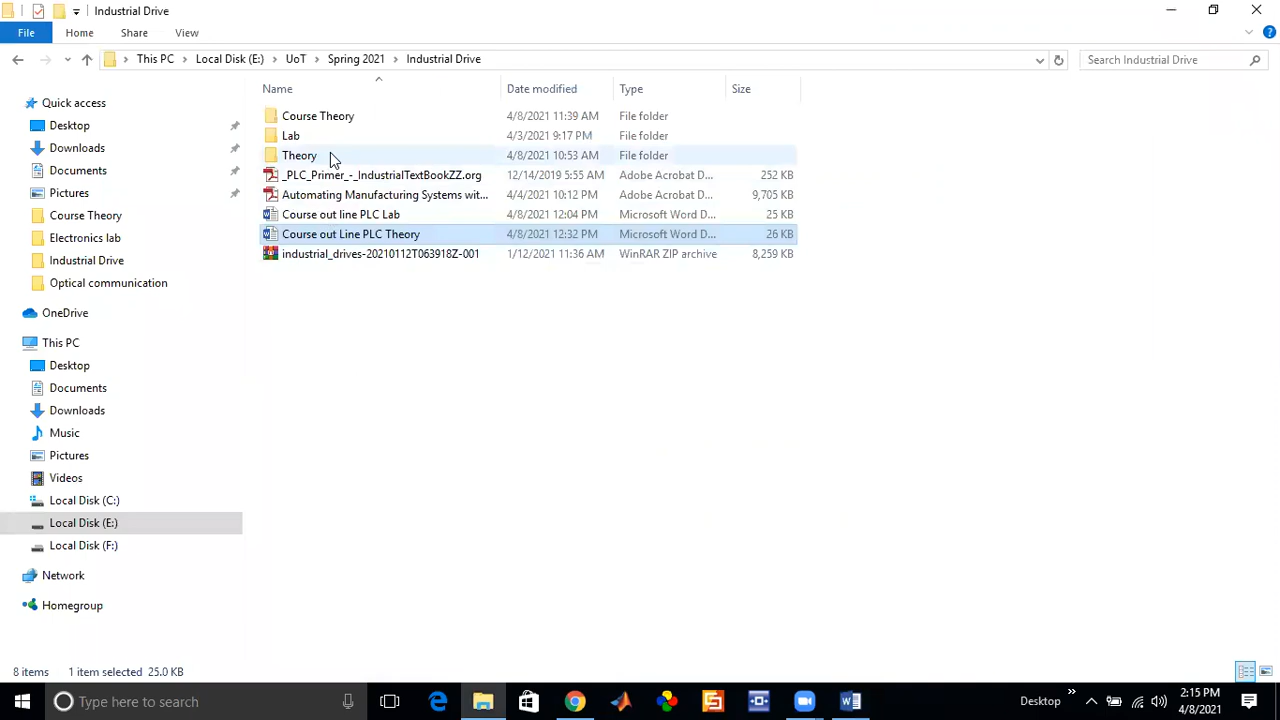 Industrial Drive
File Home Share View
This PC Local Disk (E:) UoT Spring 2021 Industrial Drive Search Industrial Drive
Name Date modified Type Size
Quick access
Desktop
Downloads
Documents
Pictures
Course Theory
Electronics lab
Industrial Drive
Optical communication
OneDrive
This PC
Desktop
Documents
Downloads
Music
Pictures
Videos
Local Disk (C:)
Local Disk (E:)
Local Disk (F:)
Network
Homegroup
Course Theory 4/8/2021 11:39 AM File folder
Lab 4/3/2021 9:17 PM File folder
Theory 4/8/2021 10:53 AM File folder
_PLC_Primer_-_IndustrialTextBookZZ.org 12/14/2019 5:55 AM Adobe Acrobat D... 252 KB
Automating Manufacturing Systems wit... 4/4/2021 10:12 PM Adobe Acrobat D... 9,705 KB
Course out line PLC Lab 4/8/2021 12:04 PM Microsoft Word D... 25 KB
Course out Line PLC Theory 4/8/2021 12:32 PM Microsoft Word D... 26 KB
industrial_drives-20210112T063918Z-001 1/12/2021 11:36 AM WinRAR ZIP archive 8,259 KB
8 items 1 item selected 25.0 KB
Type here to search Desktop 2:15 PM
4/8/2021